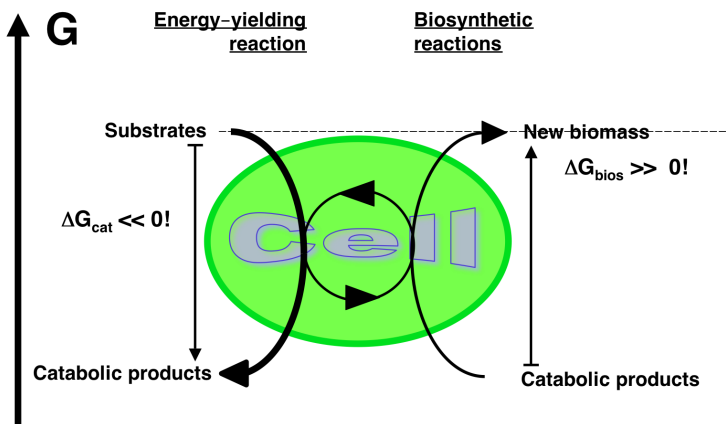 G
Energy–yielding
reaction
Biosynthetic
reactions
Substrates
New biomass
ΔGcat << 0!
ΔGbios >> 0!
Cell
Catabolic products
Catabolic products